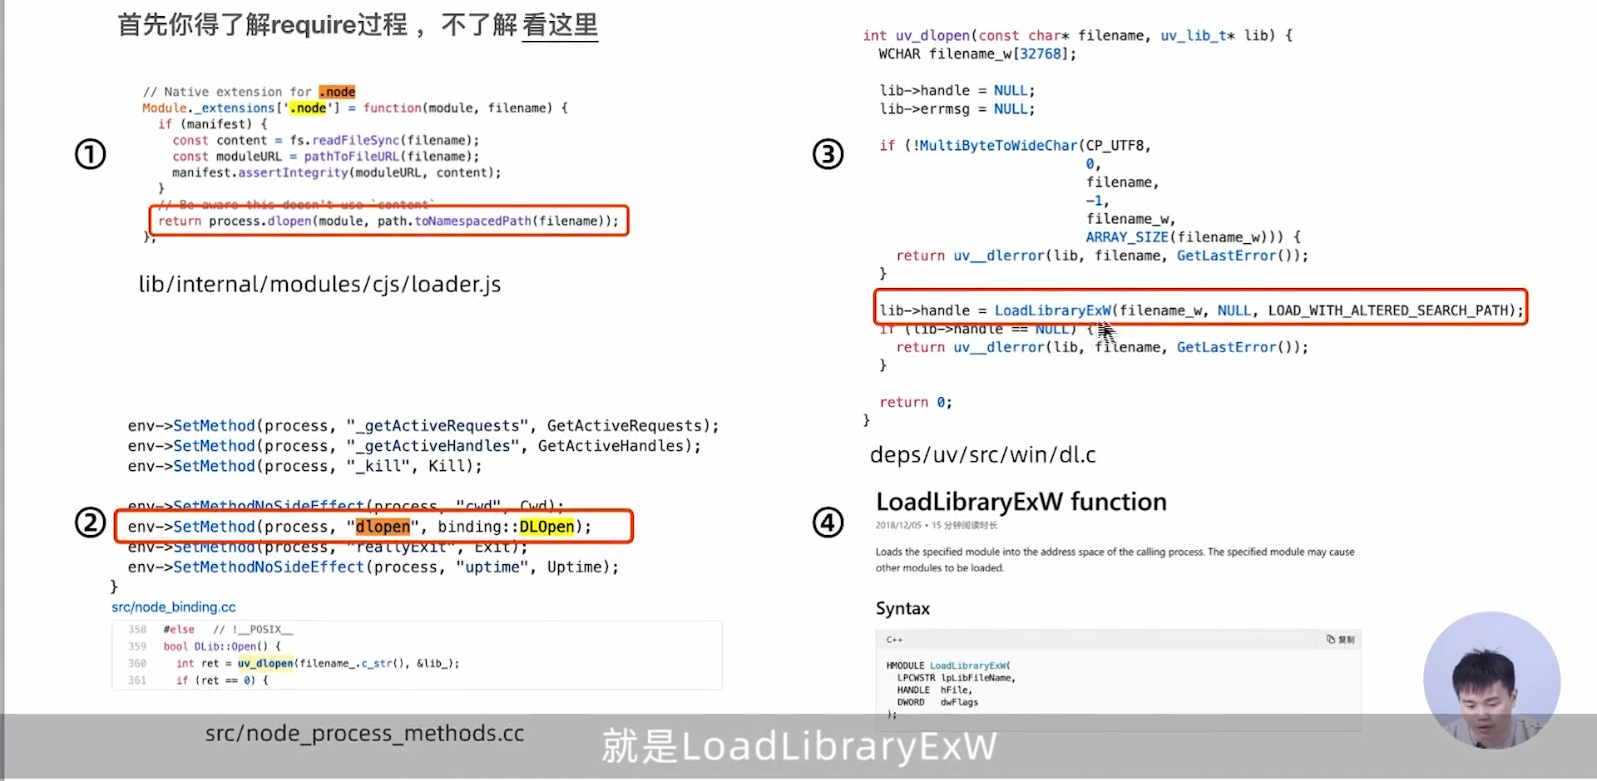 首先你得了解require过程 ，不了解 看这里
①
// Native extension for .node
Module._extensions['.node'] = function(module, filename) {
  if (manifest) {
    const content = fs.readFileSync(filename);
    const moduleURL = pathToFileURL(filename);
    manifest.assertIntegrity(moduleURL, content);
  }
  // Be aware this doesn't use `content`
  return process.dlopen(module, path.toNamespacedPath(filename));
};
lib/internal/modules/cjs/loader.js
②
env->SetMethod(process, "_getActiveRequests", GetActiveRequests);
env->SetMethod(process, "_getActiveHandles", GetActiveHandles);
env->SetMethod(process, "_kill", Kill);
env->SetMethodNoSideEffect(process, "cwd", Cwd);
env->SetMethod(process, "dlopen", binding::DLOpen);
env->SetMethod(process, "reallyExit", Exit);
env->SetMethodNoSideEffect(process, "uptime", Uptime);
}
src/node_binding.cc
358 #else   // !__POSIX__
359 bool DLib::Open() {
360   int ret = uv_dlopen(filename_.c_str(), &lib_);
361   if (ret == 0) {
src/node_process_methods.cc
③
int uv_dlopen(const char* filename, uv_lib_t* lib) {
  WCHAR filename_w[32768];
  lib->handle = NULL;
  lib->errmsg = NULL;
  if (!MultiByteToWideChar(CP_UTF8,
                           0,
                           filename,
                           -1,
                           filename_w,
                           ARRAY_SIZE(filename_w))) {
    return uv__dlerror(lib, filename, GetLastError());
  }
  lib->handle = LoadLibraryExW(filename_w, NULL, LOAD_WITH_ALTERED_SEARCH_PATH);
  if (lib->handle == NULL) {
    return uv__dlerror(lib, filename, GetLastError());
  }
  return 0;
}
deps/uv/src/win/dl.c
④
LoadLibraryExW function
2018/12/05 • 15 分钟阅读时长
Loads the specified module into the address space of the calling process. The specified module may cause
other modules to be loaded.
Syntax
C++ 复制
HMODULE LoadLibraryExW(
  LPCWSTR lpLibFileName,
  HANDLE  hFile,
  DWORD   dwFlags
);
就是LoadLibraryExW